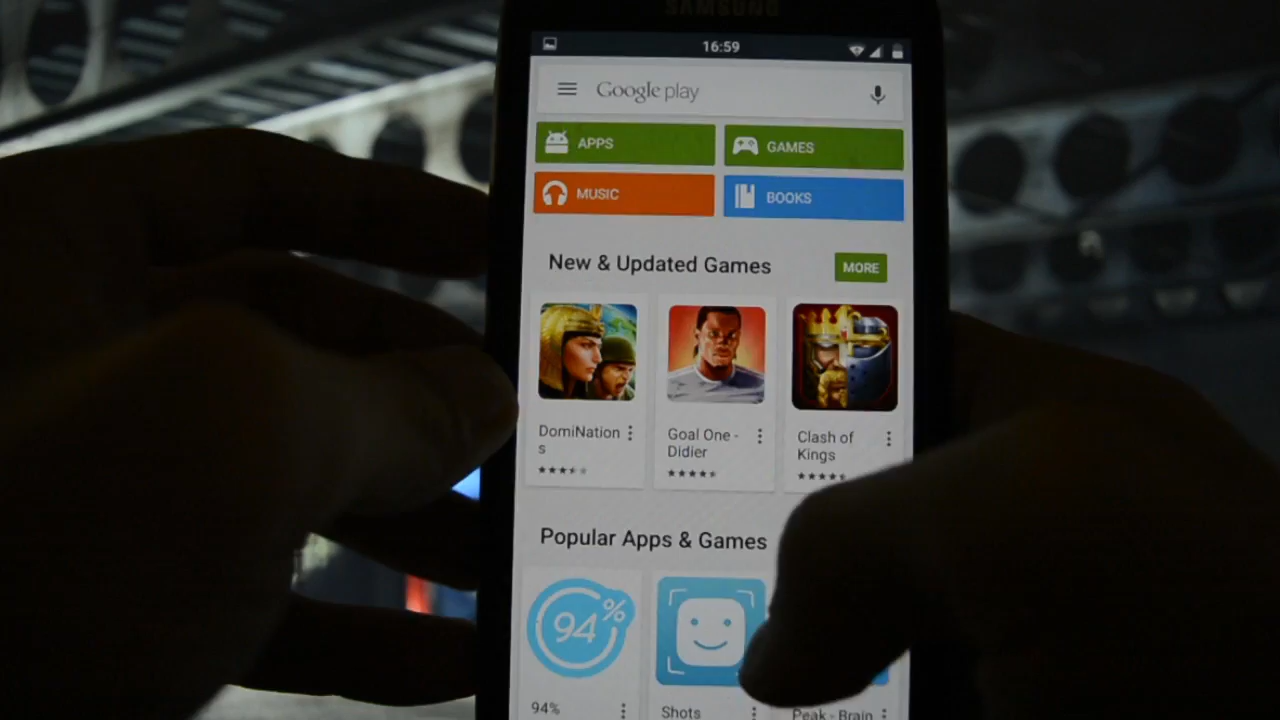 SAMSUNG
16:59
Google play
APPS
GAMES
MUSIC
BOOKS
New & Updated Games
MORE
DomiNation
s
Goal One -
Didier
Clash of
Kings
Popular Apps & Games
94%
94%
Shots
Peak - Brain